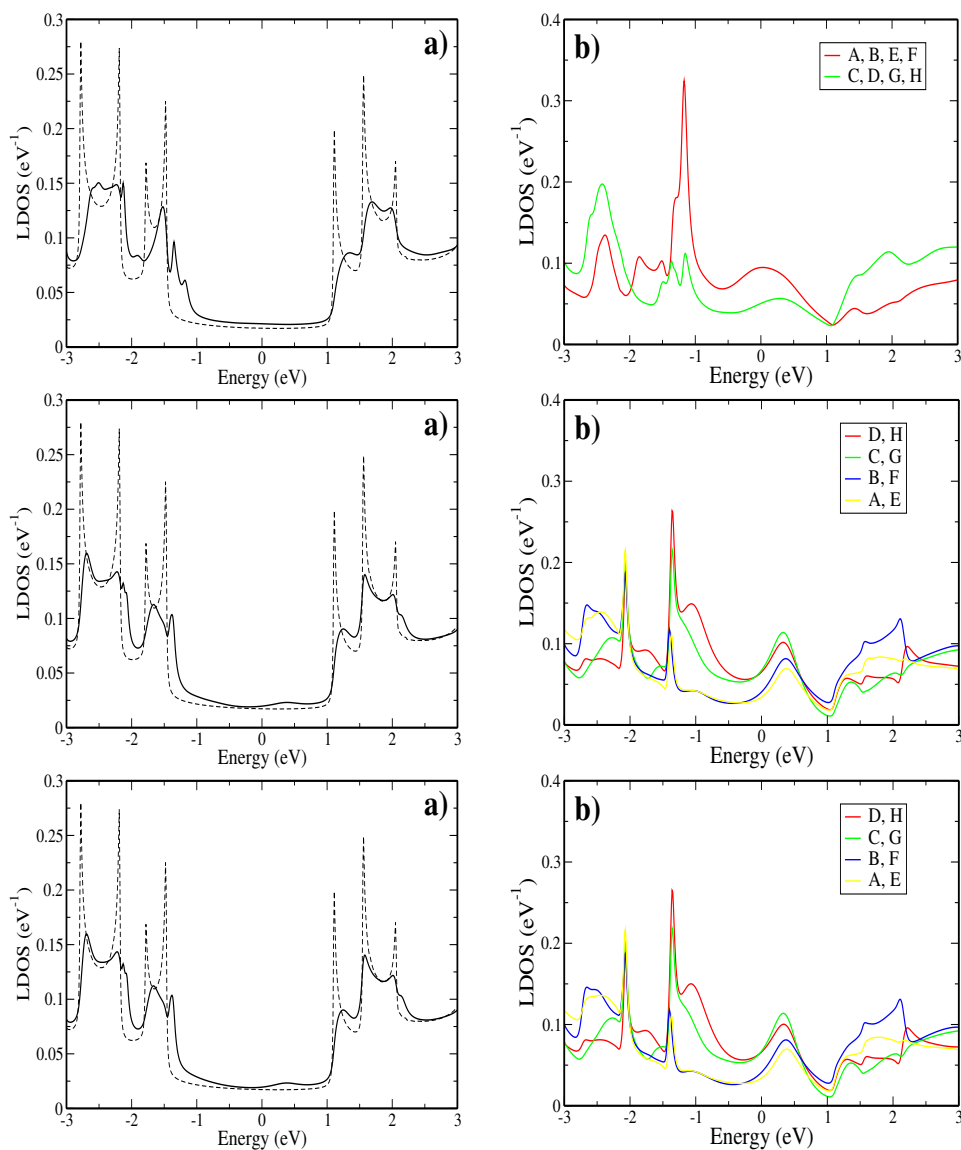 a)
0.3
0.25
0.2
0.15
0.1
0.05
0
LDOS (eV⁻¹)
-3 -2 -1 0 1 2 3
Energy (eV)
b)
A, B, E, F
C, D, G, H
0.4
0.3
0.2
0.1
0
LDOS (eV⁻¹)
-3 -2 -1 0 1 2 3
Energy (eV)
a)
0.3
0.25
0.2
0.15
0.1
0.05
0
LDOS (eV⁻¹)
-3 -2 -1 0 1 2 3
Energy (eV)
b)
D, H
C, G
B, F
A, E
0.4
0.3
0.2
0.1
0
LDOS (eV⁻¹)
-3 -2 -1 0 1 2 3
Energy (eV)
a)
0.3
0.25
0.2
0.15
0.1
0.05
0
LDOS (eV⁻¹)
-3 -2 -1 0 1 2 3
Energy (eV)
b)
D, H
C, G
B, F
A, E
0.4
0.3
0.2
0.1
0
LDOS (eV⁻¹)
-3 -2 -1 0 1 2 3
Energy (eV)